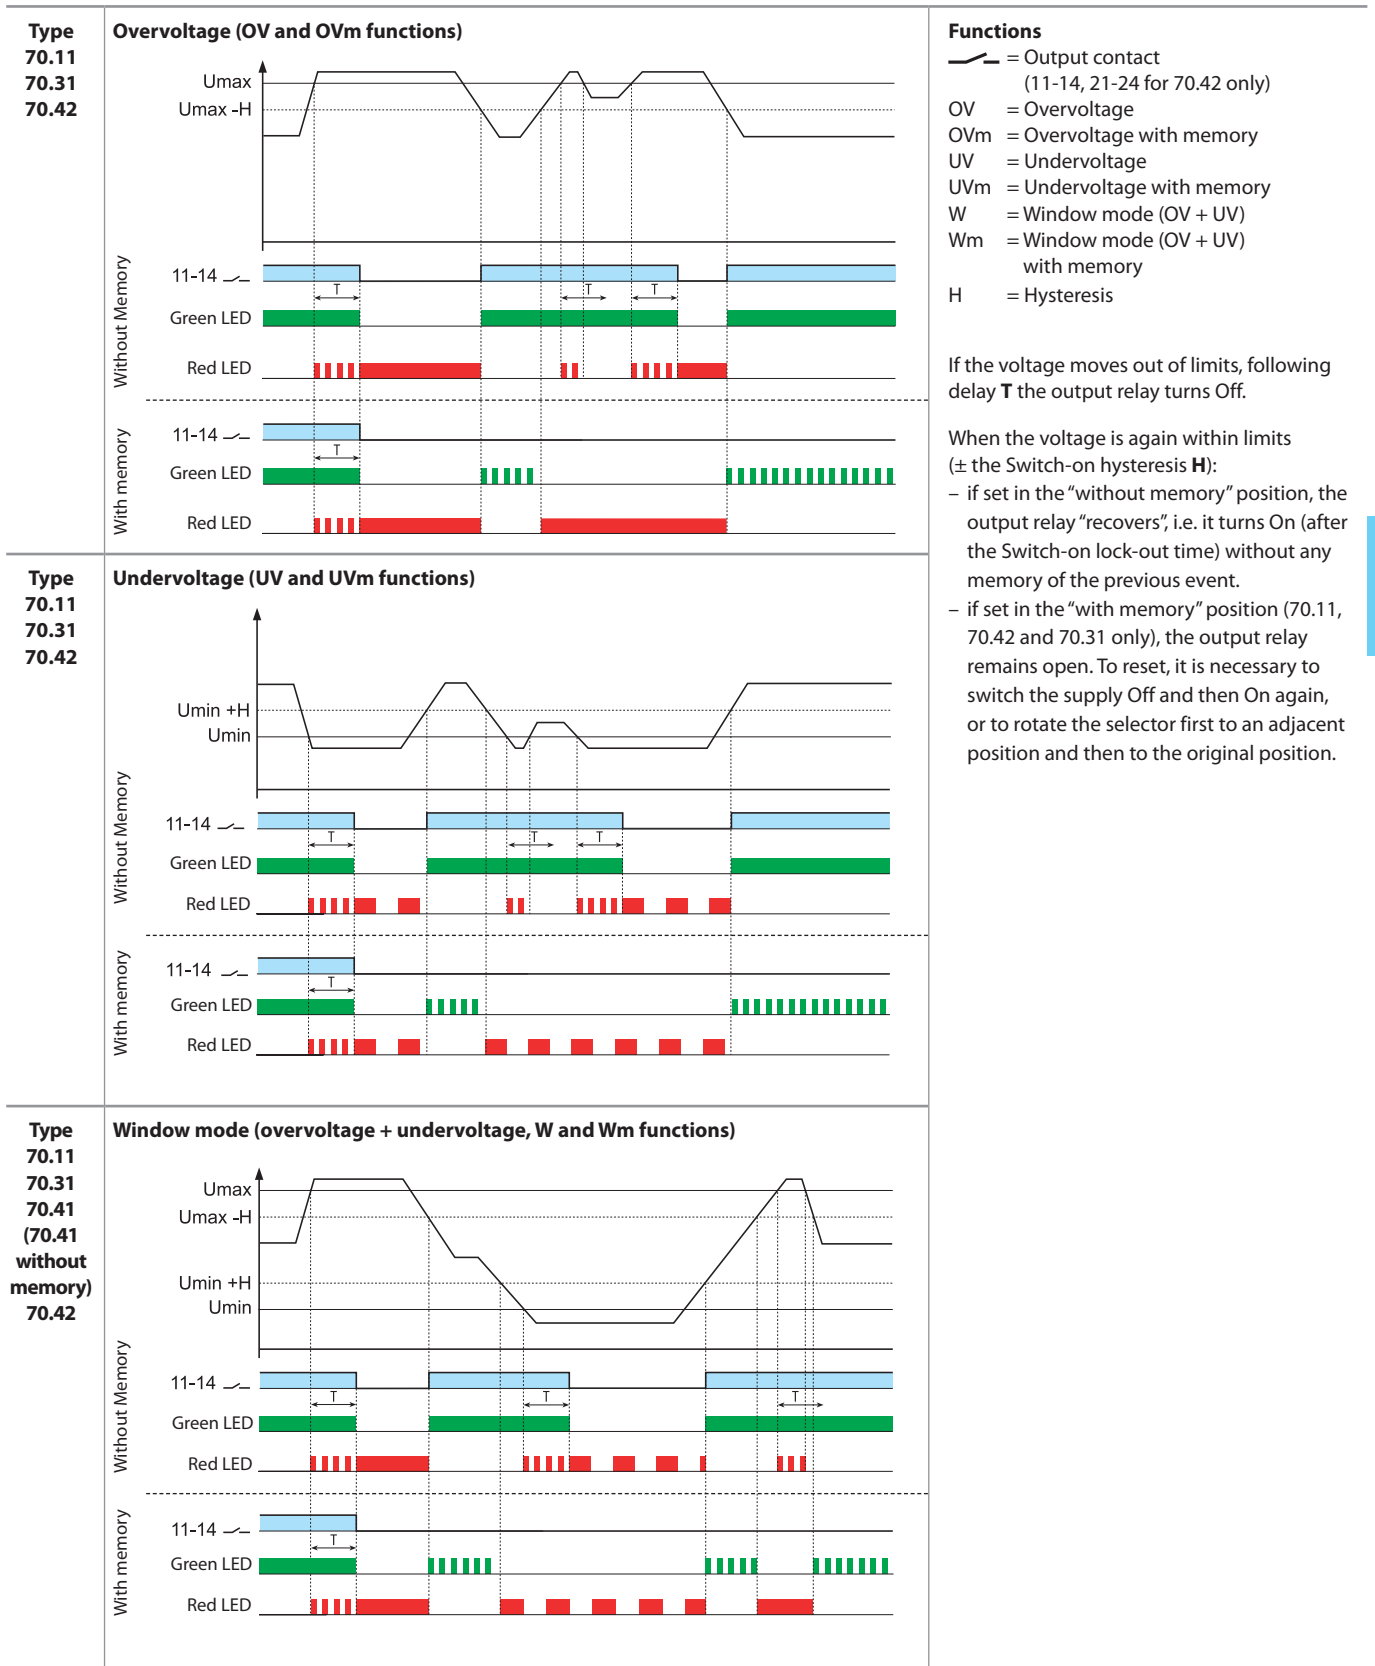 Type
70.11
70.31
70.42
Overvoltage (OV and OVm functions)
Umax
Umax -H
Without Memory
11-14
T
T
T
Green LED
Red LED
With memory
11-14
T
Green LED
Red LED
Type
70.11
70.31
70.42
Undervoltage (UV and UVm functions)
Umin +H
Umin
Without Memory
11-14
T
T
T
Green LED
Red LED
With memory
11-14
T
Green LED
Red LED
Type
70.11
70.31
70.41
(70.41
without
memory)
70.42
Window mode (overvoltage + undervoltage, W and Wm functions)
Umax
Umax -H
Umin +H
Umin
Without Memory
11-14
T
T
T
Green LED
Red LED
With memory
11-14
T
Green LED
Red LED
Functions
= Output contact
(11-14, 21-24 for 70.42 only)
OV = Overvoltage
OVm = Overvoltage with memory
UV = Undervoltage
UVm = Undervoltage with memory
W = Window mode (OV + UV)
Wm = Window mode (OV + UV)
with memory
H = Hysteresis
If the voltage moves out of limits, following
delay T the output relay turns Off.
When the voltage is again within limits
(± the Switch-on hysteresis H):
– if set in the “without memory” position, the
output relay “recovers”, i.e. it turns On (after
the Switch-on lock-out time) without any
memory of the previous event.
– if set in the “with memory” position (70.11,
70.42 and 70.31 only), the output relay
remains open. To reset, it is necessary to
switch the supply Off and then On again,
or to rotate the selector first to an adjacent
position and then to the original position.